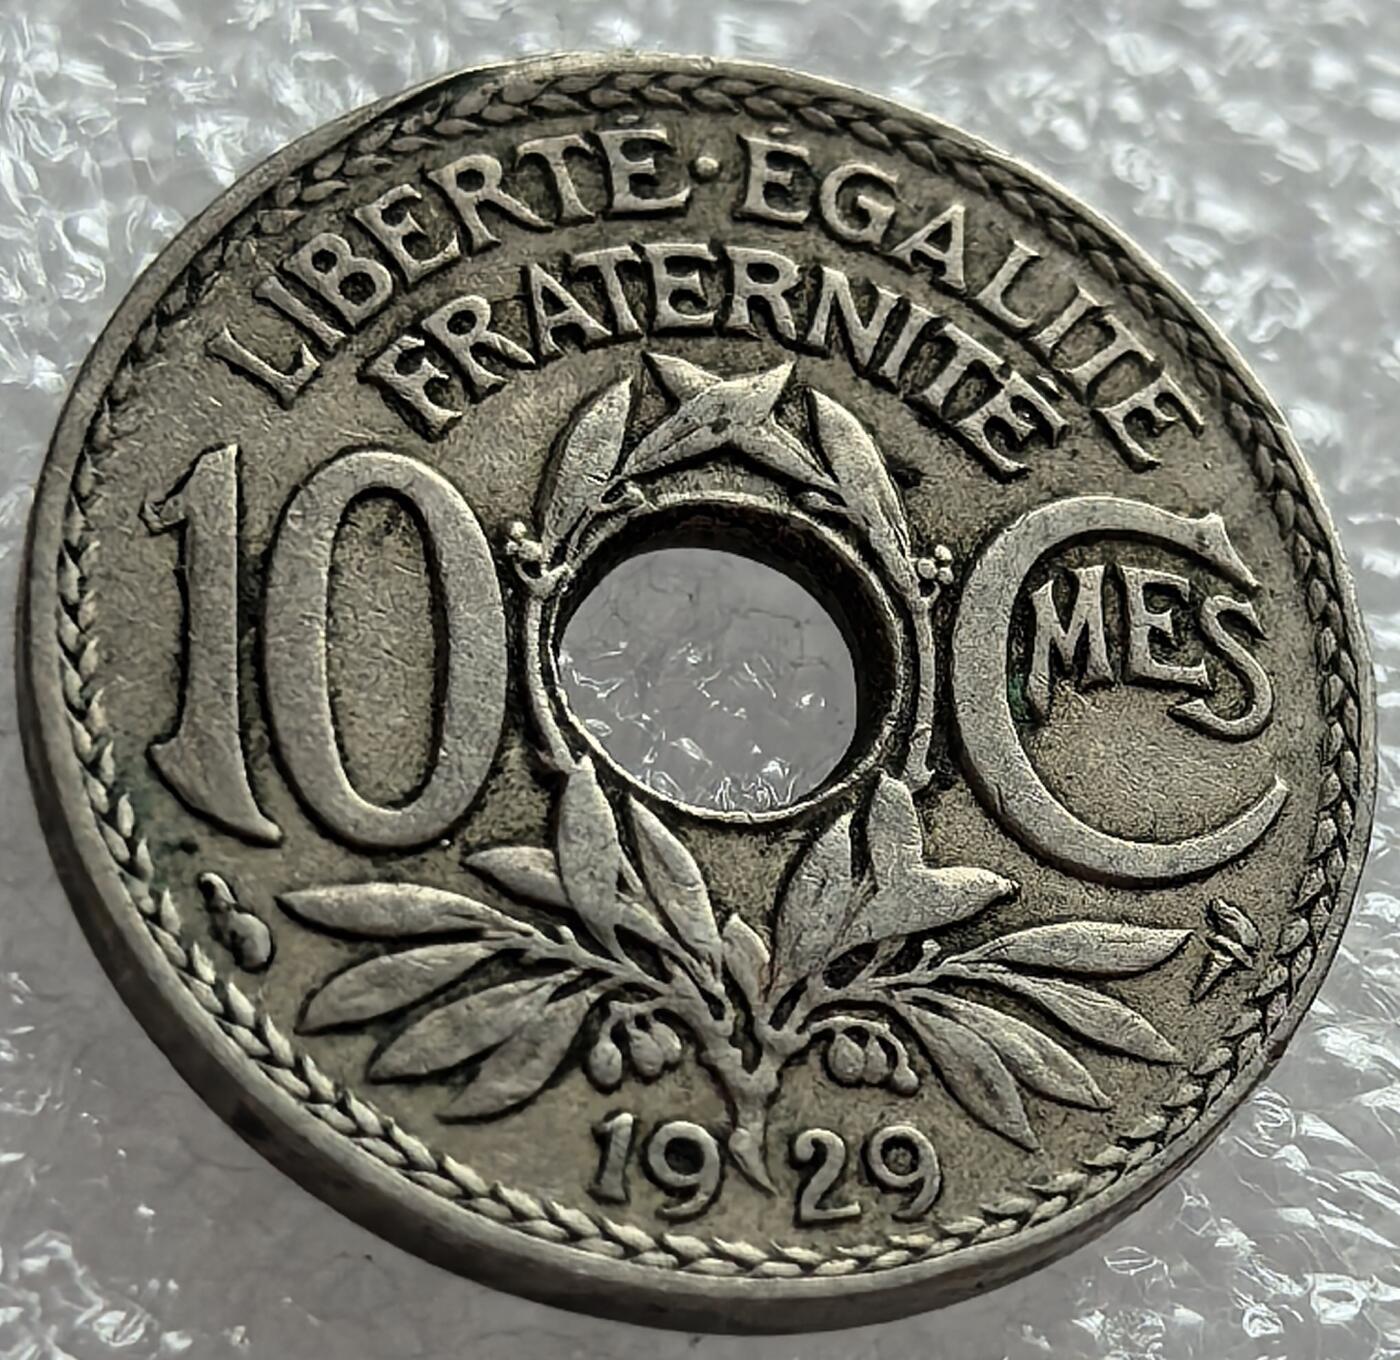 LIBERTÉ · ÉGALITÉ
FRATERNITÉ
10 CMES
1929